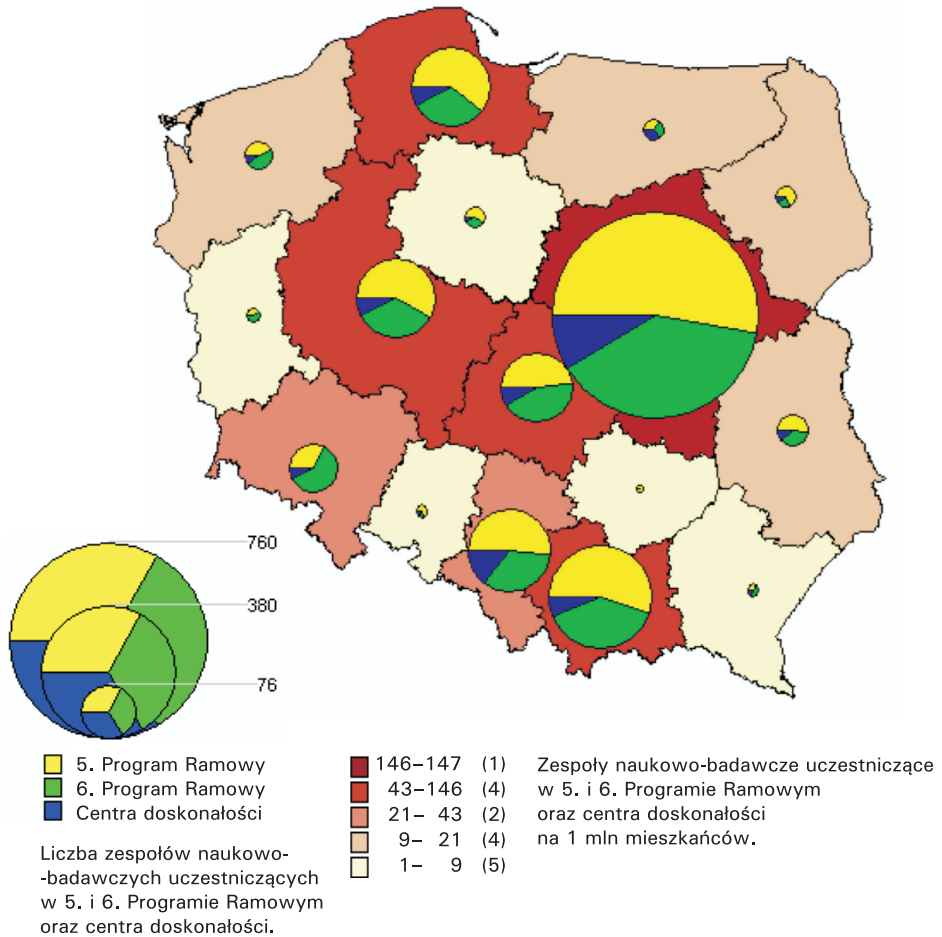 760
380
76
5. Program Ramowy
6. Program Ramowy
Centra doskonałości
Liczba zespołów naukowo-
-badawczych uczestniczących
w 5. i 6. Programie Ramowym
oraz centra doskonałości.
146–147 (1)
43–146 (4)
21– 43 (2)
9– 21 (4)
1– 9 (5)
Zespoły naukowo-badawcze uczestniczące
w 5. i 6. Programie Ramowym
oraz centra doskonałości
na 1 mln mieszkańców.